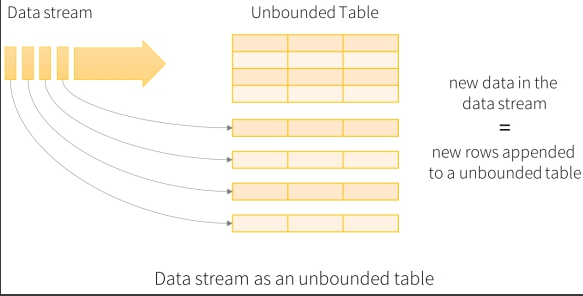 Data stream
Unbounded Table
new data in the
data stream
=
new rows appended
to a unbounded table
Data stream as an unbounded table